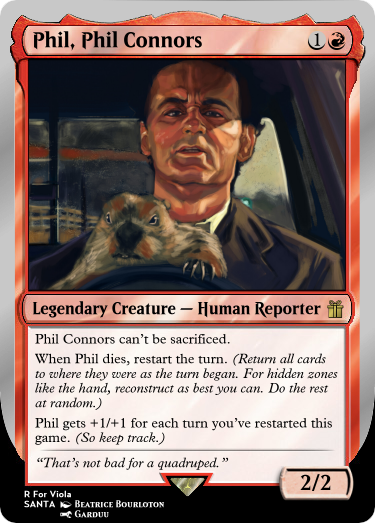 Phil, Phil Connors
1
Legendary Creature — Human Reporter
Phil Connors can't be sacrificed.
When Phil dies, restart the turn. (Return all cards
to where they were as the turn began. For hidden zones
like the hand, reconstruct as best you can. Do the rest
at random.)
Phil gets +1/+1 for each turn you've restarted this
game. (So keep track.)
"That's not bad for a quadruped."
2/2
R For Viola
SANTA Beatrice Bourloton
Garduu